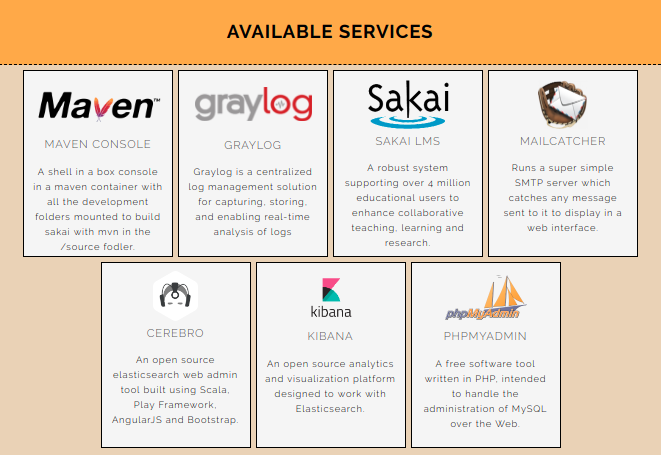 AVAILABLE SERVICES
Maven™
MAVEN CONSOLE
A shell in a box console
in a maven container with
all the development
folders mounted to build
sakai with mvn in the
/source fodler.
graylog
GRAYLOG
Graylog is a centralized
log management solution
for capturing, storing,
and enabling real-time
analysis of logs
Sakai
SAKAI LMS
A robust system
supporting over 4 million
educational users to
enhance collaborative
teaching, learning and
research.
MAILCATCHER
Runs a super simple
SMTP server which
catches any message
sent to it to display in a
web interface.
CEREBRO
An open source
elasticsearch web admin
tool built using Scala,
Play Framework,
AngularJS and Bootstrap.
kibana
KIBANA
An open source analytics
and visualization platform
designed to work with
Elasticsearch.
phpMyAdmin
PHPMYADMIN
A free software tool
written in PHP, intended
to handle the
administration of MySQL
over the Web.